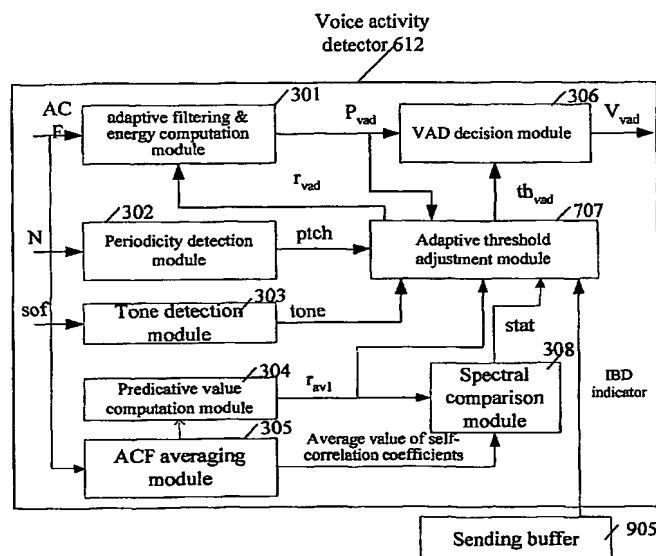 Voice activity
detector 612
AC
F
301
adaptive filtering &
energy computation
module
P_vad
306
VAD decision module
V_vad
r_vad
th_vad
N
302
Periodicity detection
module
ptch
707
Adaptive threshold
adjustment module
sof
303
Tone detection
module
tone
stat
304
Predicative value
computation module
r_av1
308
Spectral
comparison
module
IBD
indicator
305
ACF averaging
module
Average value of self-
correlation coefficients
Sending buffer
905